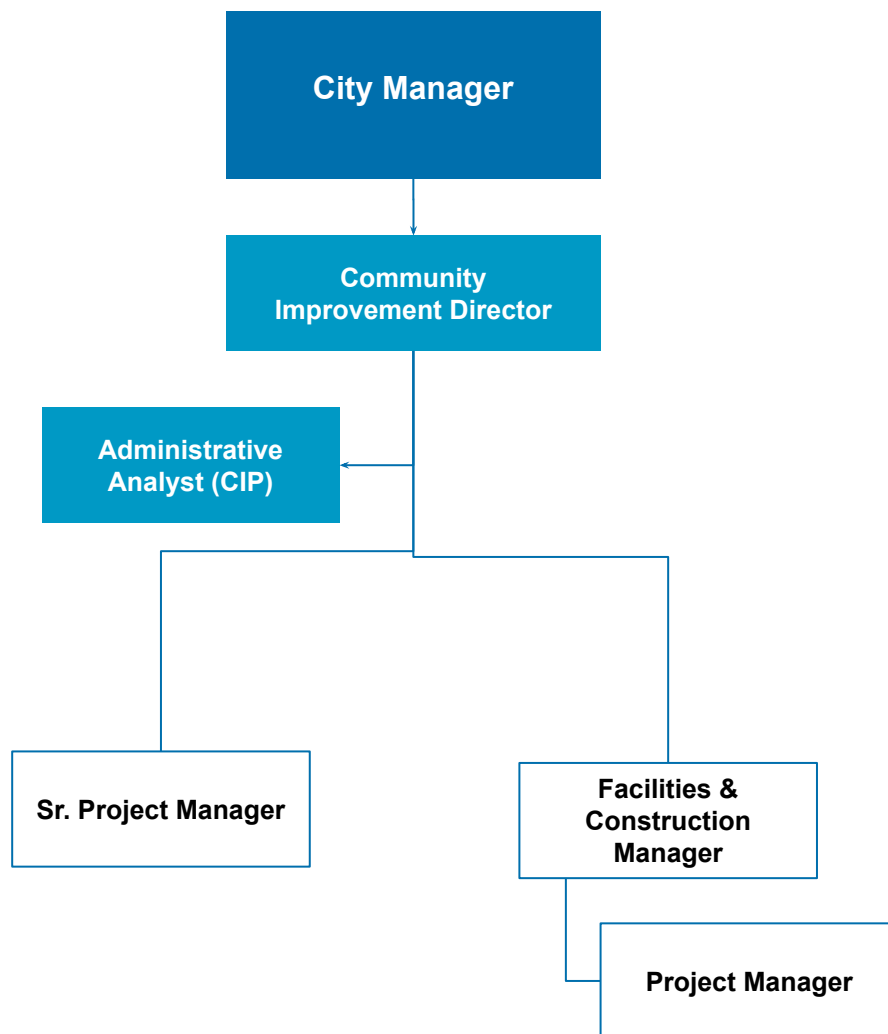 City Manager
Community
Improvement Director
Administrative
Analyst (CIP)
Sr. Project Manager
Facilities &
Construction
Manager
Project Manager